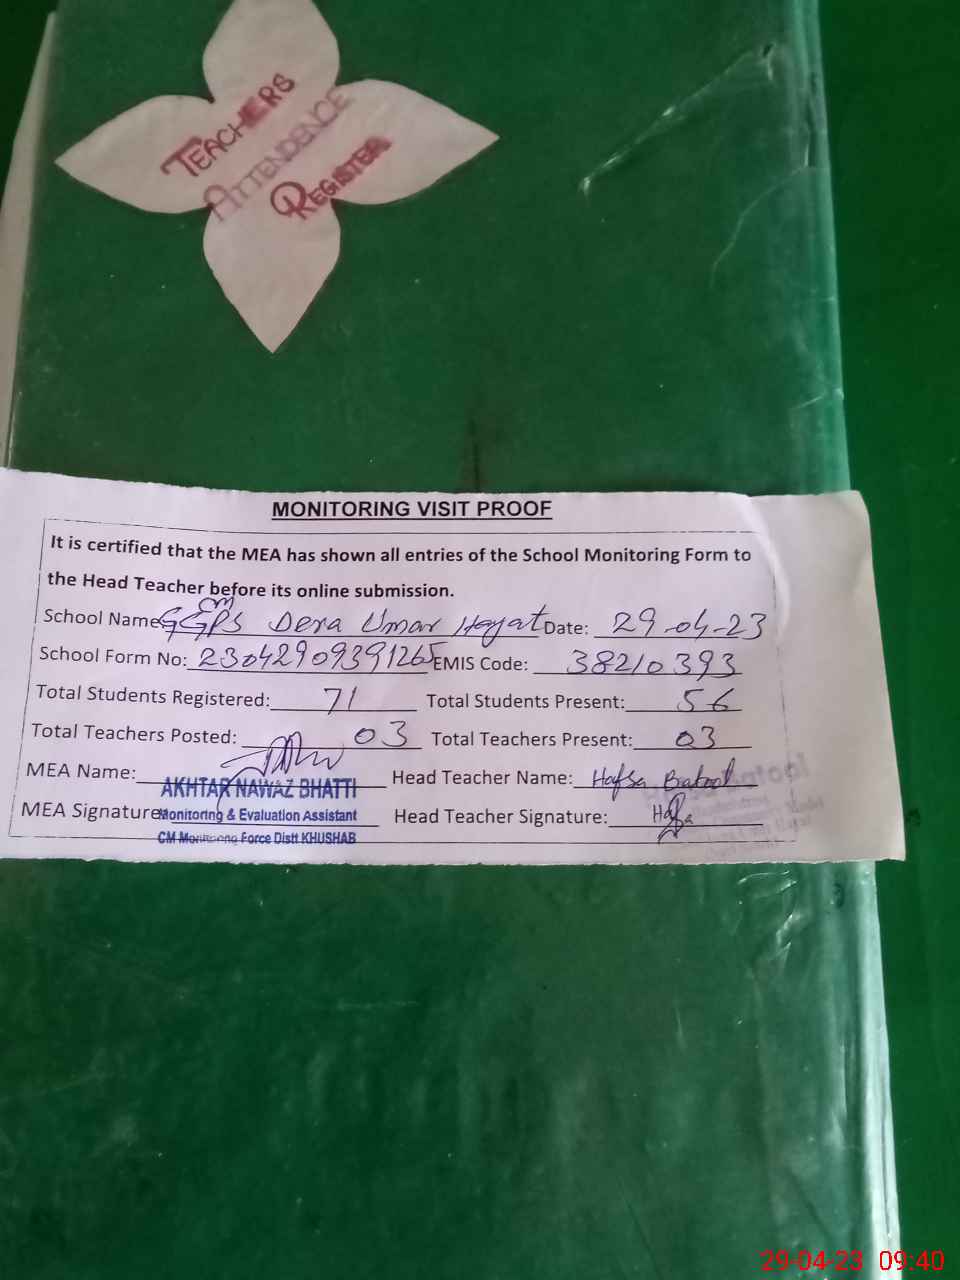 TEACHERS
ATTENDENCE
REGISTER
MONITORING VISIT PROOF
It is certified that the MEA has shown all entries of the School Monitoring Form to
the Head Teacher before its online submission.
School Name GGCMPS Dera Umar Hayat Date: 29-04-23
School Form No: 23042909391265 EMIS Code: 38210393
Total Students Registered: 71 Total Students Present: 56
Total Teachers Posted: 03 Total Teachers Present: 03
MEA Name: Head Teacher Name: Hafsa Batool
AKHTAR NAWAZ BHATTI
MEA Signature Monitoring & Evaluation Assistant Head Teacher Signature: Hafsa
CM Monitoring Force Distt KHUSHAB
29-04-23 09:40